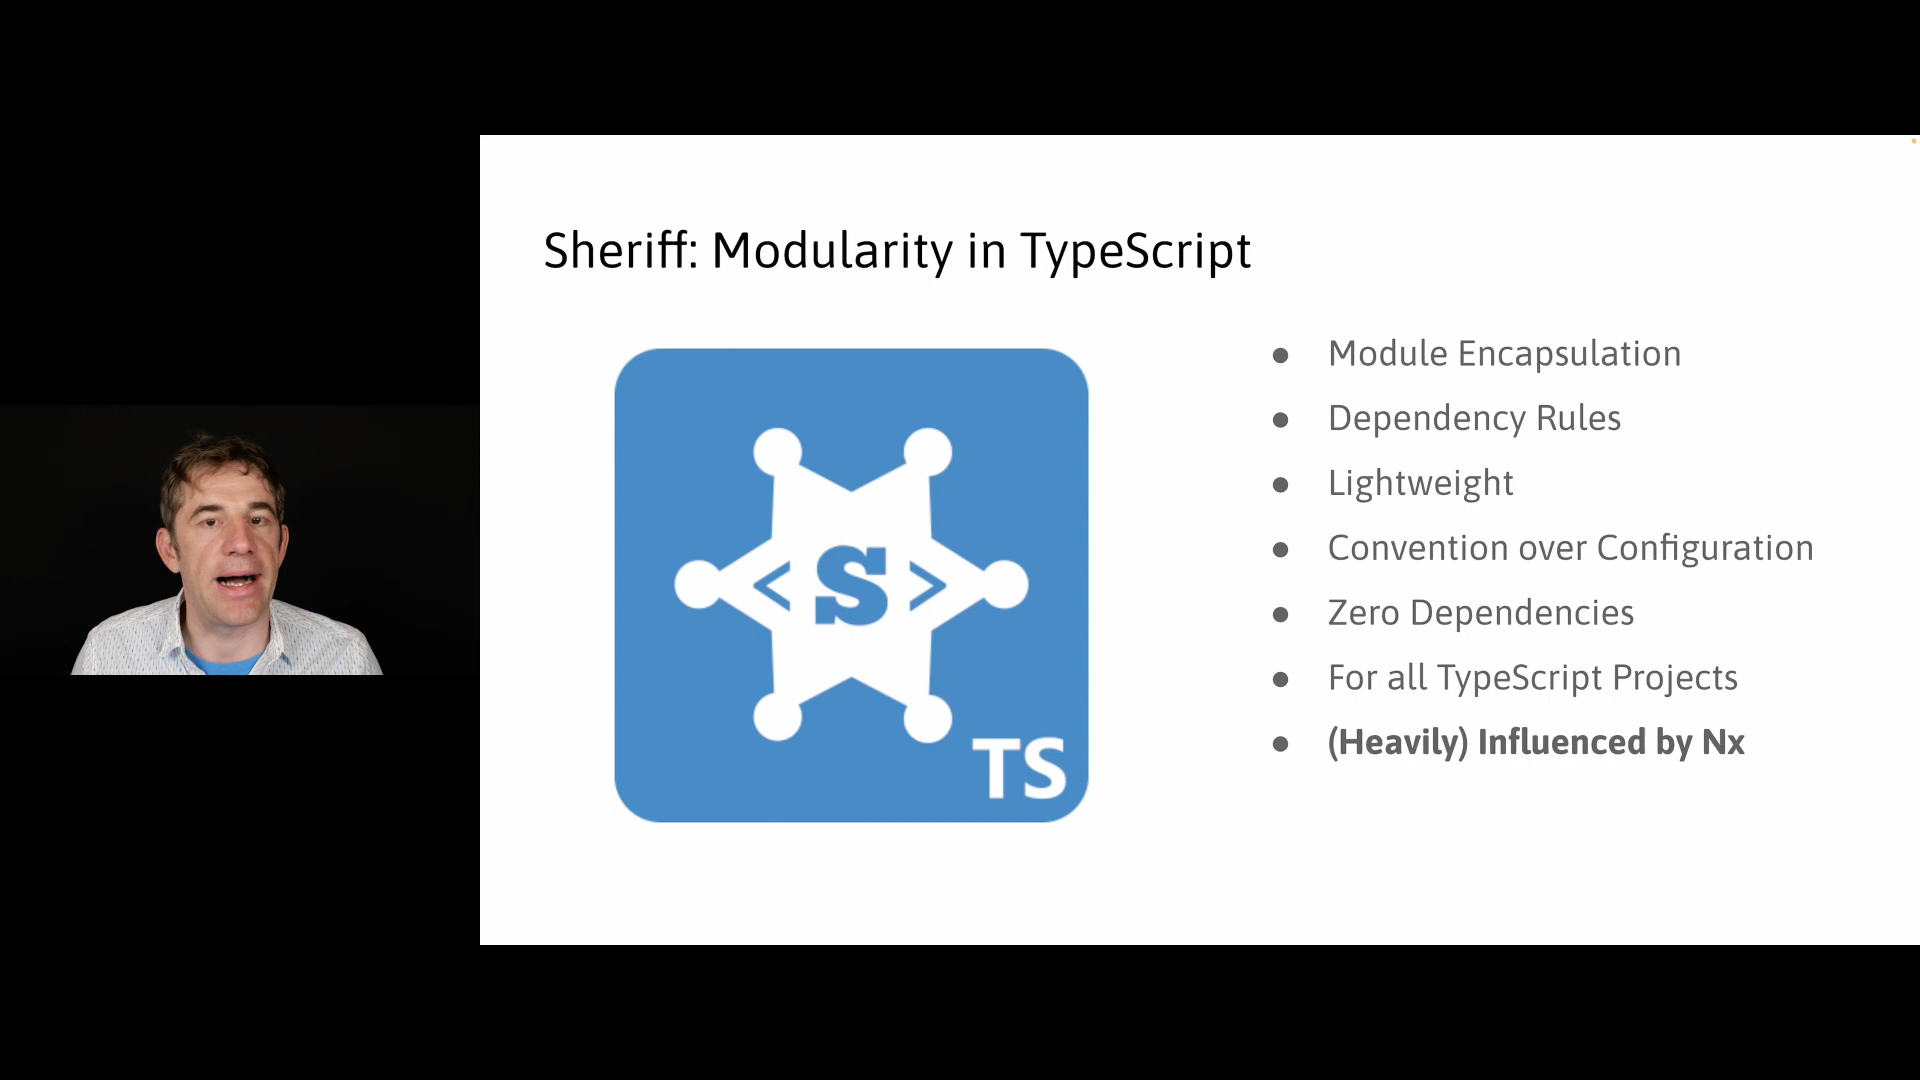 Sheriff: Modularity in TypeScript
<S>
TS
● Module Encapsulation
● Dependency Rules
● Lightweight
● Convention over Configuration
● Zero Dependencies
● For all TypeScript Projects
● (Heavily) Influenced by Nx